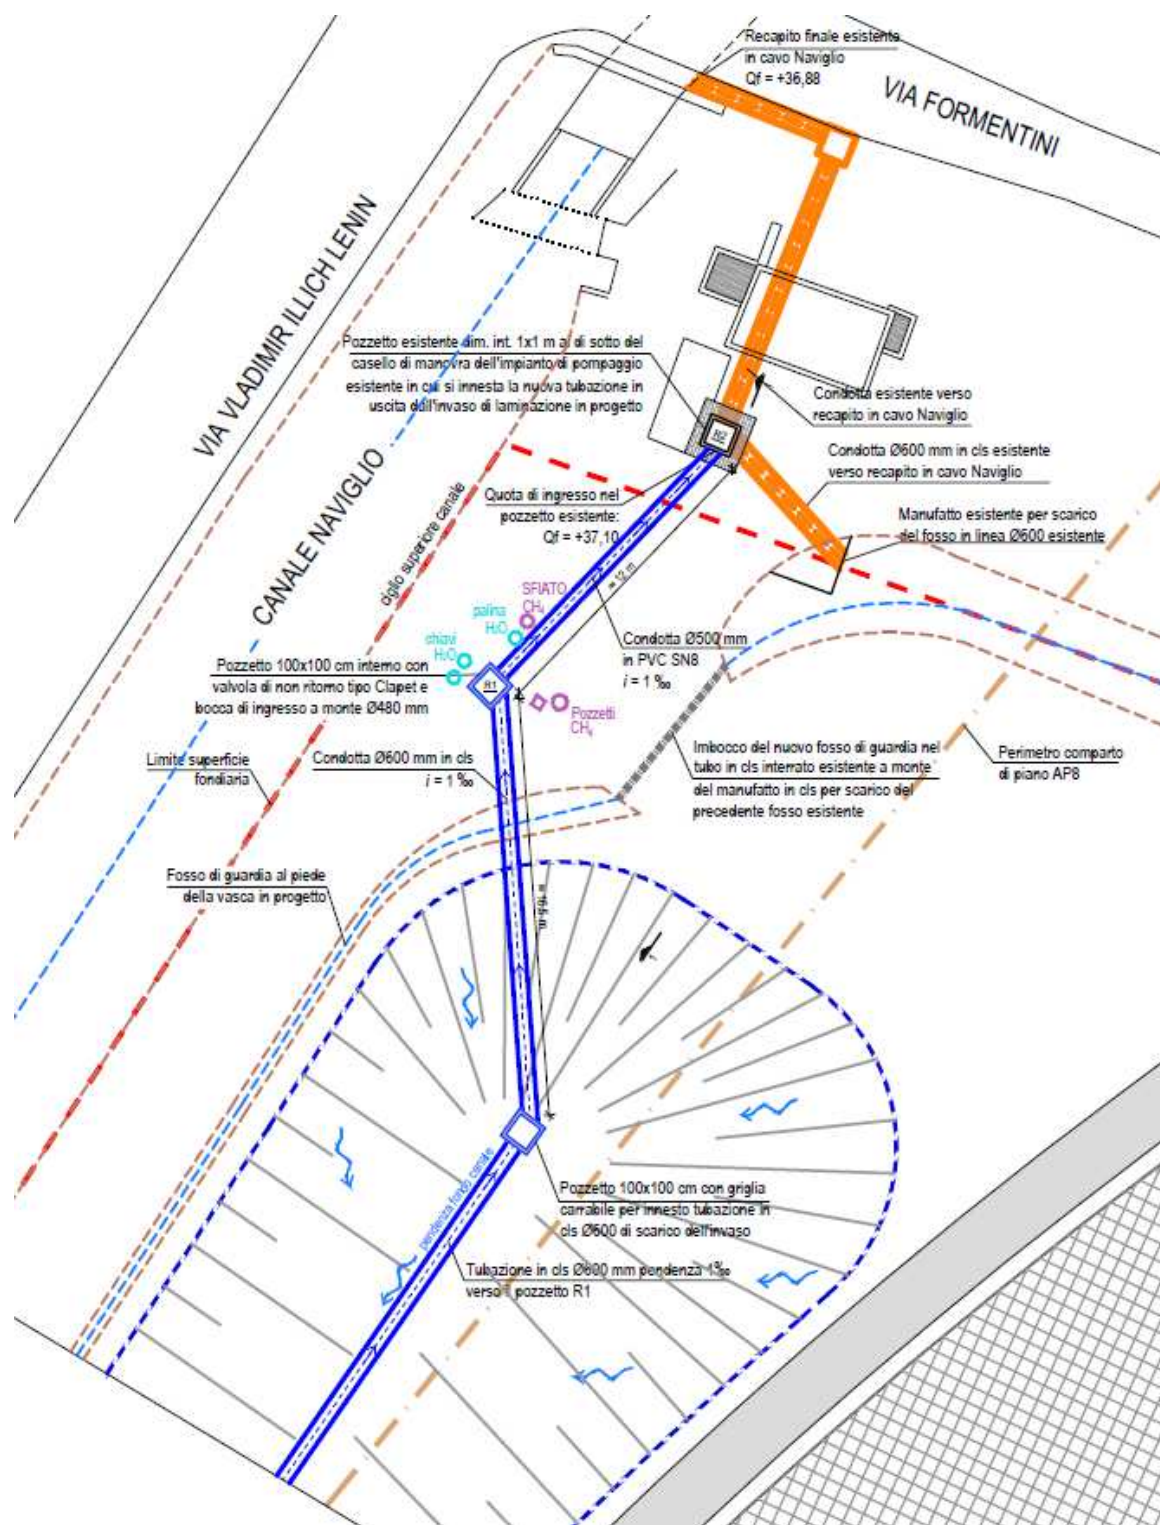 Recapito finale esistente
in cavo Naviglio
Qf = +36,88
VIA FORMENTINI
VIA VLADIMIR ILLICH LENIN
Pozzetto esistente dim. int. 1x1 m al di sotto del
casello di manovra dell'impianto di pompaggio
esistente in cui si innesta la nuova tubazione in
uscita dall'invaso di laminazione in progetto
Condotta esistente verso
recapito in cavo Naviglio
Condotta Ø600 mm in cls esistente
verso recapito in cavo Naviglio
CANALE NAVIGLIO
ciglio superiore canale
Quota di ingresso nel
pozzetto esistente:
Qf = +37,10
Manufatto esistente per scarico
del fosso in linea Ø600 esistente
≈ 12 m
SFIATO
CH₄
palina
H₂O
chiavi
H₂O
Condotta Ø500 mm
in PVC SN8
i = 1 ‰
Pozzetto 100x100 cm interno con
valvola di non ritorno tipo Clapet e
bocca di ingresso a monte Ø480 mm
R1
Pozzetti
CH₄
Limite superficie
fondiaria
Condotta Ø600 mm in cls
i = 1 ‰
Imbocco del nuovo fosso di guardia nel
tubo in cls interrato esistente a monte
del manufatto in cls per scarico del
precedente fosso esistente
Perimetro comparto
di piano AP8
Fosso di guardia al piede
della vasca in progetto
pendenza fondo canale
Pozzetto 100x100 cm con griglia
carrabile per innesto tubazione in
cls Ø600 di scarico dell'invaso
Tubazione in cls Ø600 mm pendenza 1‰
verso il pozzetto R1